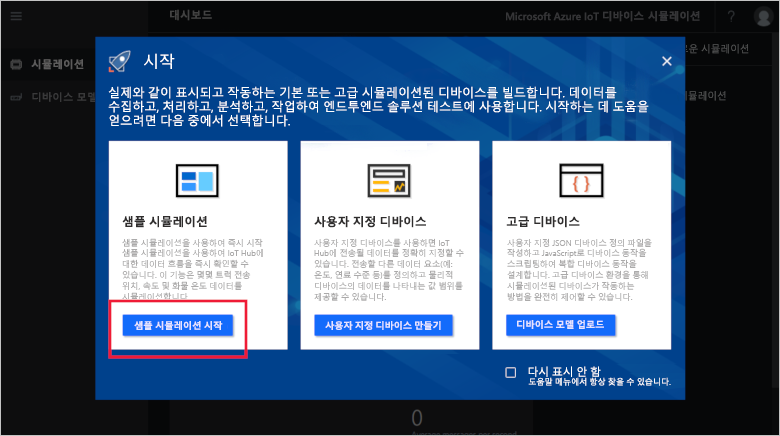 대시보드
Microsoft Azure IoT 디바이스 시뮬레이션
?
시뮬레이션
디바이스 모델
시작
실제와 같이 표시되고 작동하는 기본 또는 고급 시뮬레이션된 디바이스를 빌드합니다. 데이터를
수집하고, 처리하고, 분석하고, 작업하여 엔드투엔드 솔루션 테스트에 사용합니다. 시작하는 데 도움을
얻으려면 다음 중에서 선택합니다.
샘플 시뮬레이션
샘플 시뮬레이션을 사용하여 즉시 시작
샘플 시뮬레이션을 사용하여 IoT Hub에
대한 데이터 흐름을 즉시 확인할 수
있습니다. 이 기능은 몇몇 트럭 전송
위치, 속도 및 화물 온도 데이터를
시뮬레이션합니다.
샘플 시뮬레이션 시작
사용자 지정 디바이스
사용자 지정 디바이스를 사용하면 IoT
Hub에 전송될 데이터를 정확히 지정할 수
있습니다. 전송할 다른 데이터 요소(예:
온도, 연료 수준 등)를 정의하고 물리적
디바이스의 데이터를 나타내는 값 범위를
제공할 수 있습니다.
사용자 지정 디바이스 만들기
고급 디바이스
사용자 지정 JSON 디바이스 정의 파일을
작성하고 JavaScript로 디바이스 동작을
스크립팅하여 복합 디바이스 동작을
설계합니다. 고급 디바이스 환경을 통해
시뮬레이션된 디바이스가 작동하는
방법을 완전히 제어할 수 있습니다.
디바이스 모델 업로드
다시 표시 안 함
도움말 메뉴에서 항상 찾을 수 있습니다.
0